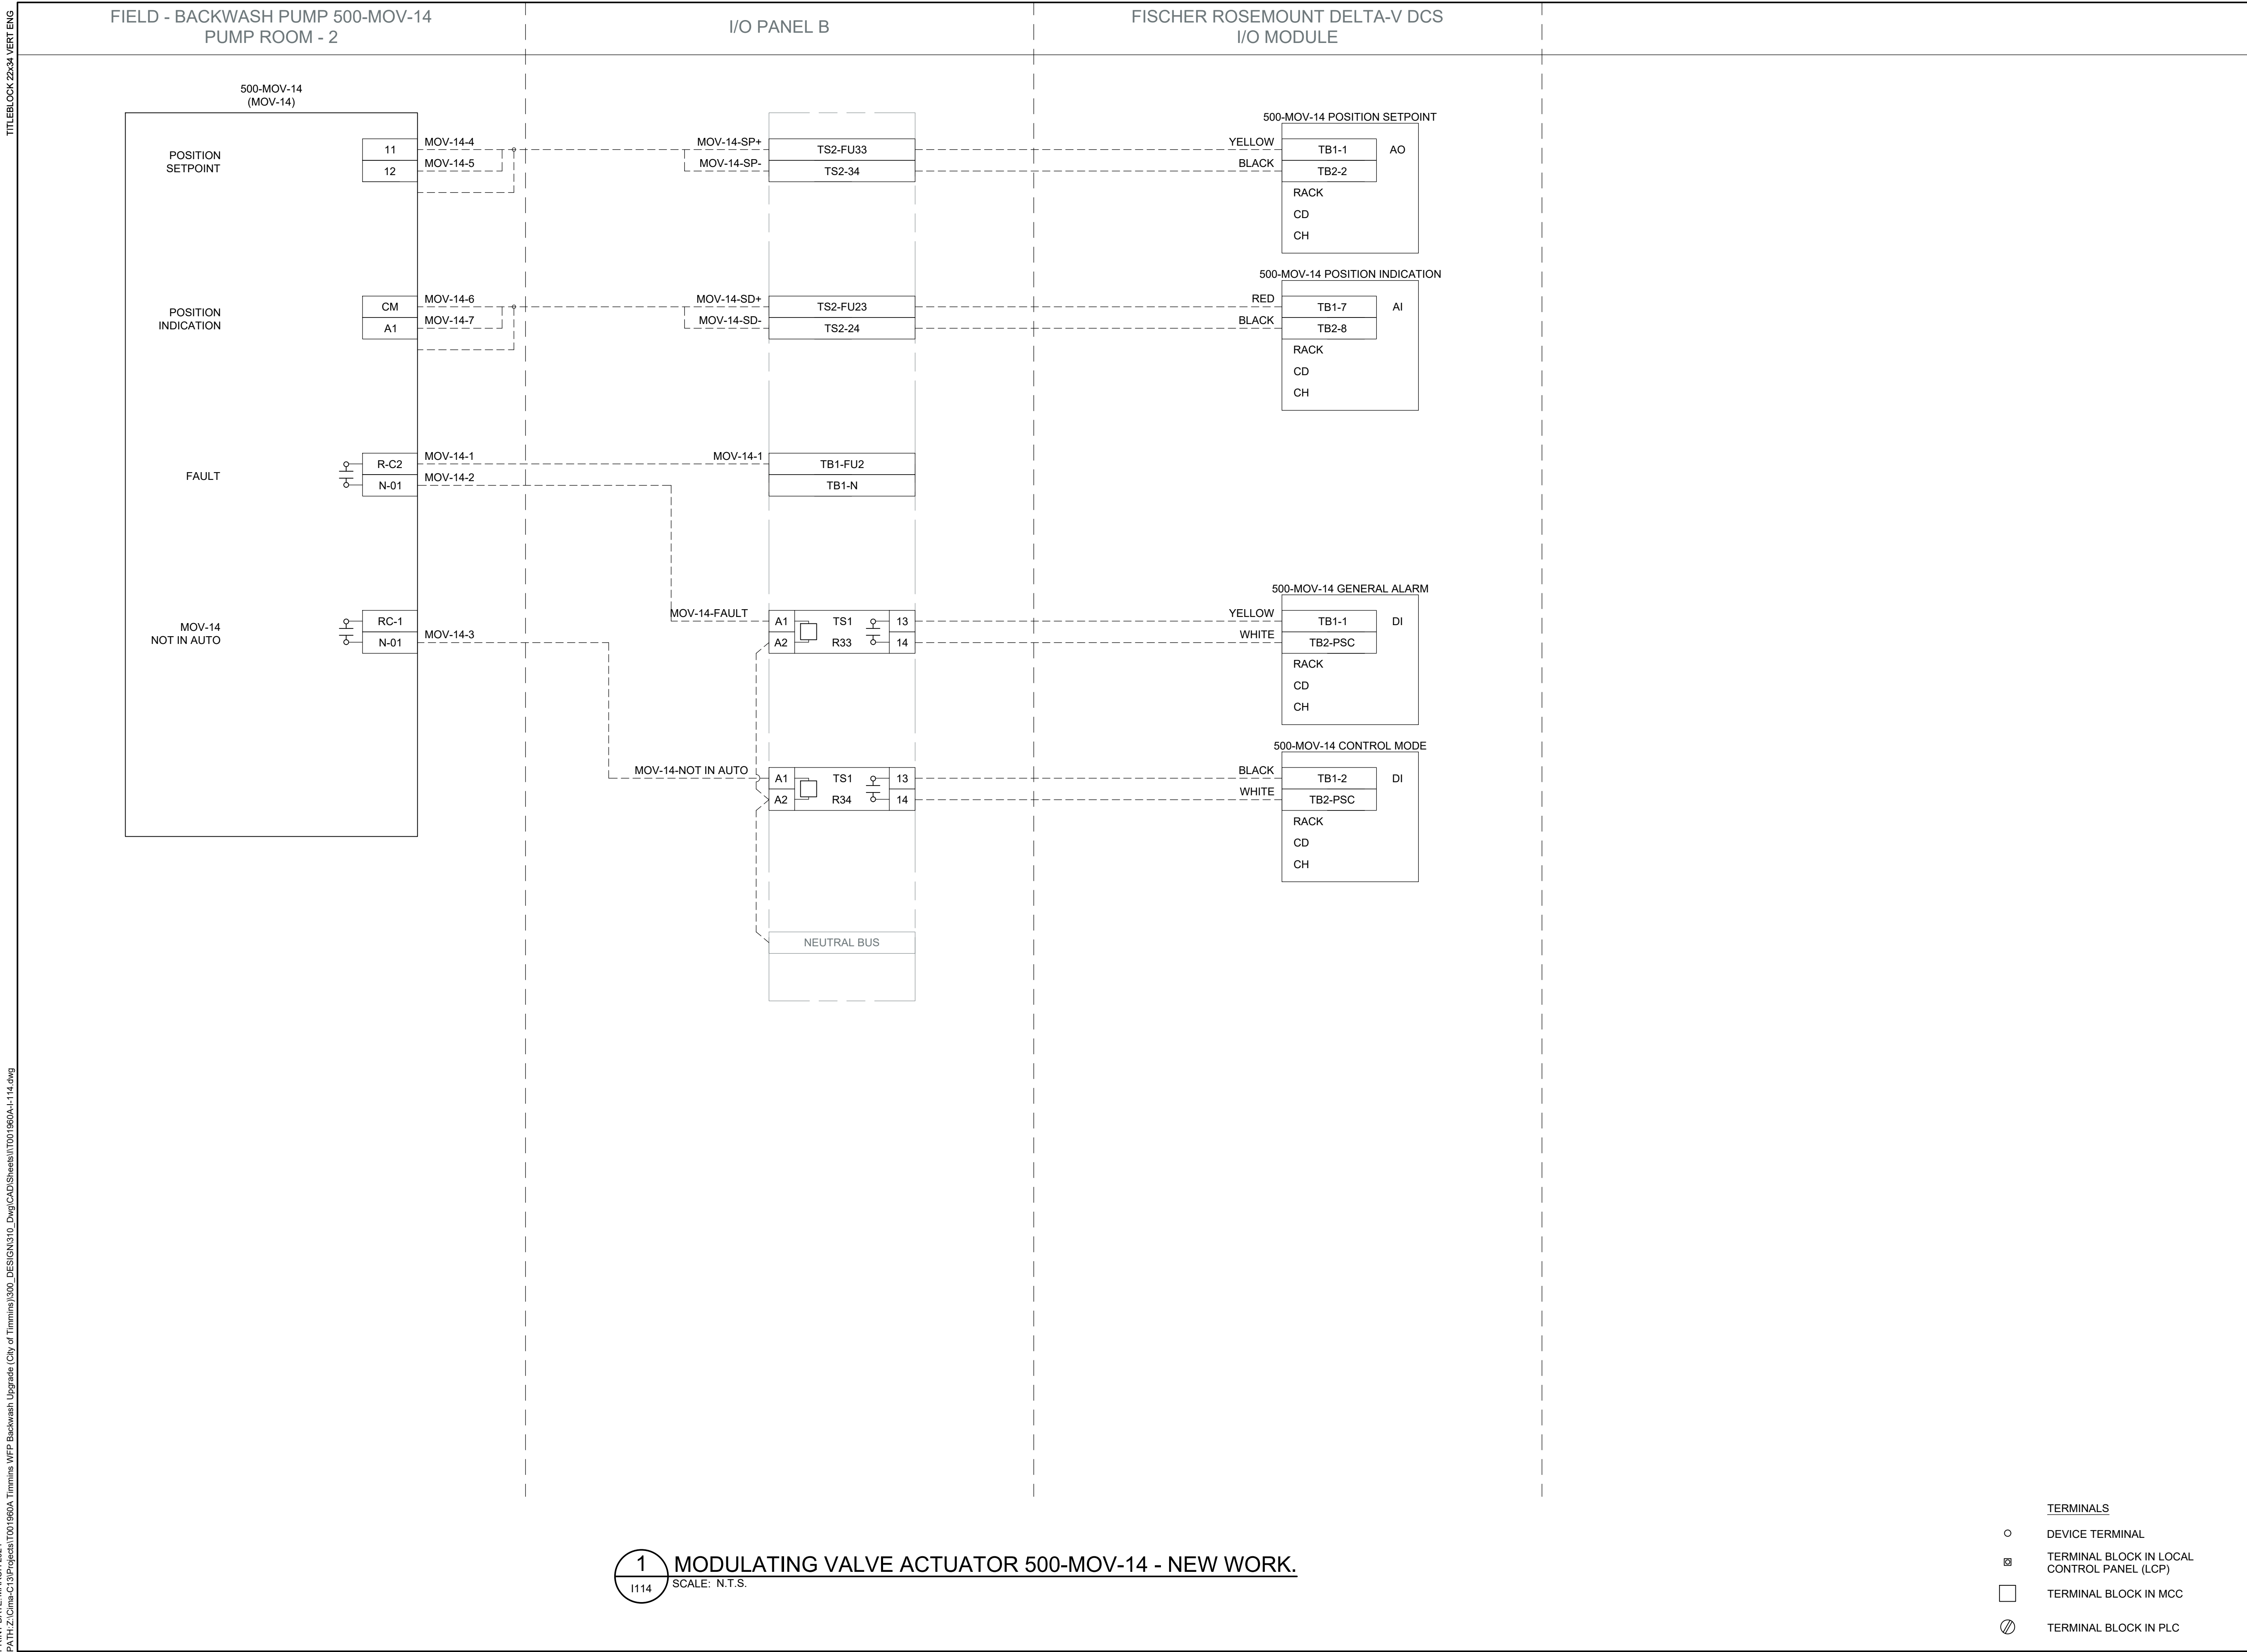 FIELD - BACKWASH PUMP 500-MOV-14
PUMP ROOM - 2
I/O PANEL B
FISCHER ROSEMOUNT DELTA-V DCS
I/O MODULE
TITLEBLOCK 22x34 VERT ENG
500-MOV-14
(MOV-14)
POSITION
SETPOINT
11
12
MOV-14-4
MOV-14-5
MOV-14-SP+
MOV-14-SP-
TS2-FU33
TS2-34
YELLOW
BLACK
500-MOV-14 POSITION SETPOINT
TB1-1
AO
TB2-2
RACK
CD
CH
POSITION
INDICATION
CM
A1
MOV-14-6
MOV-14-7
MOV-14-SD+
MOV-14-SD-
TS2-FU23
TS2-24
RED
BLACK
500-MOV-14 POSITION INDICATION
TB1-7
AI
TB2-8
RACK
CD
CH
FAULT
R-C2
N-01
MOV-14-1
MOV-14-2
MOV-14-1
TB1-FU2
TB1-N
MOV-14
NOT IN AUTO
RC-1
N-01
MOV-14-3
MOV-14-FAULT
A1
TS1
13
A2
R33
14
YELLOW
WHITE
500-MOV-14 GENERAL ALARM
TB1-1
DI
TB2-PSC
RACK
CD
CH
MOV-14-NOT IN AUTO
A1
TS1
13
A2
R34
14
BLACK
WHITE
500-MOV-14 CONTROL MODE
TB1-2
DI
TB2-PSC
RACK
CD
CH
NEUTRAL BUS
PATH:Z:\Cima-C13\Projects\T001960A Timmins WFP Backwash Upgrade (City of Timmins)\300_DESIGN\310_Dwg\CAD\Sheets\I\T001960A-I-114.dwg
1
I114
MODULATING VALVE ACTUATOR 500-MOV-14 - NEW WORK.
SCALE: N.T.S.
TERMINALS
DEVICE TERMINAL
TERMINAL BLOCK IN LOCAL
CONTROL PANEL (LCP)
TERMINAL BLOCK IN MCC
TERMINAL BLOCK IN PLC